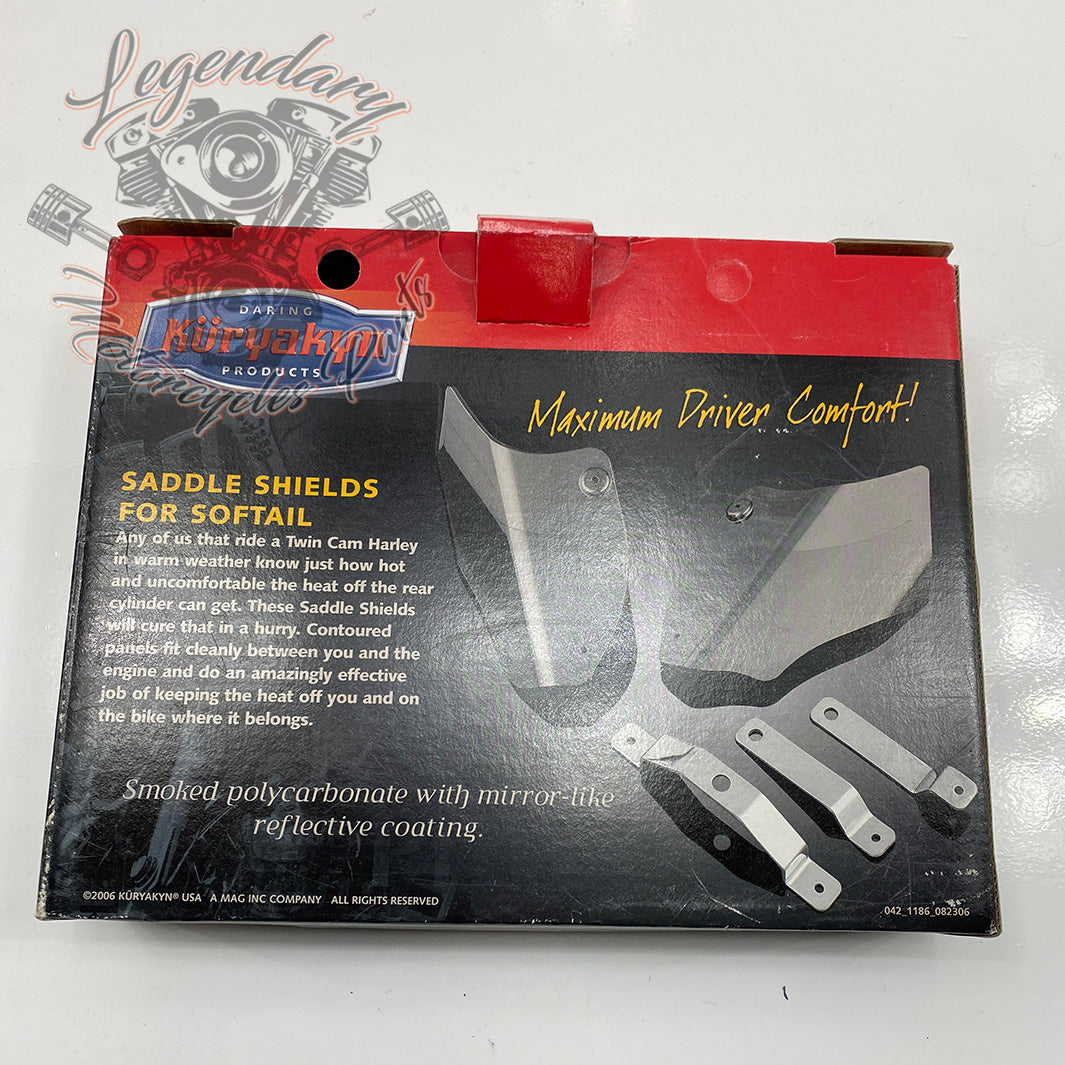 Legendary
Motorcycles Parts
DARING
Küryakyn
PRODUCTS
Maximum Driver Comfort!
SADDLE SHIELDS
FOR SOFTAIL
Any of us that ride a Twin Cam Harley
in warm weather know just how hot
and uncomfortable the heat off the rear
cylinder can get. These Saddle Shields
will cure that in a hurry. Contoured
panels fit cleanly between you and the
engine and do an amazingly effective
job of keeping the heat off you and on
the bike where it belongs.
Smoked polycarbonate with mirror-like
reflective coating.
©2006 KÜRYAKYN® USA A MAG INC COMPANY ALL RIGHTS RESERVED
042_1186_082306